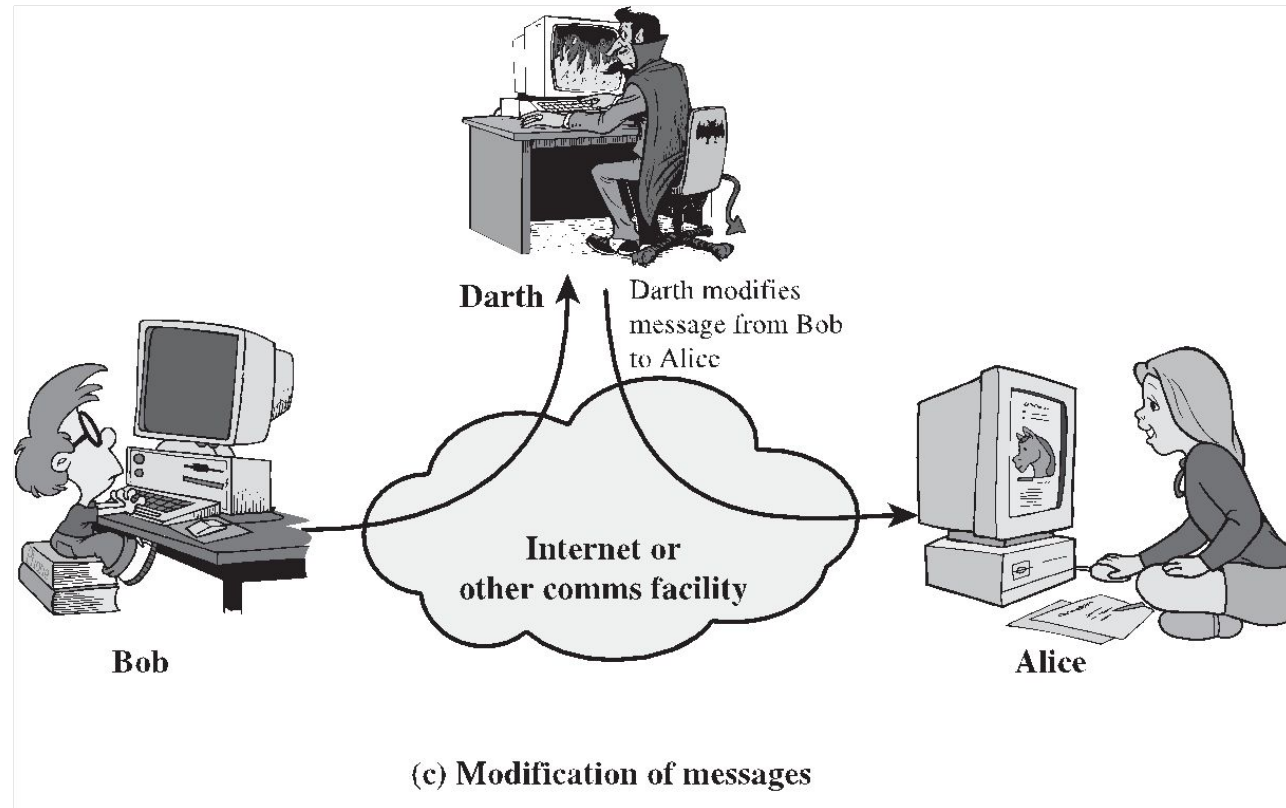 Darth
Darth modifies
message from Bob
to Alice
Internet or
other comms facility
Bob
Alice
(c) Modification of messages